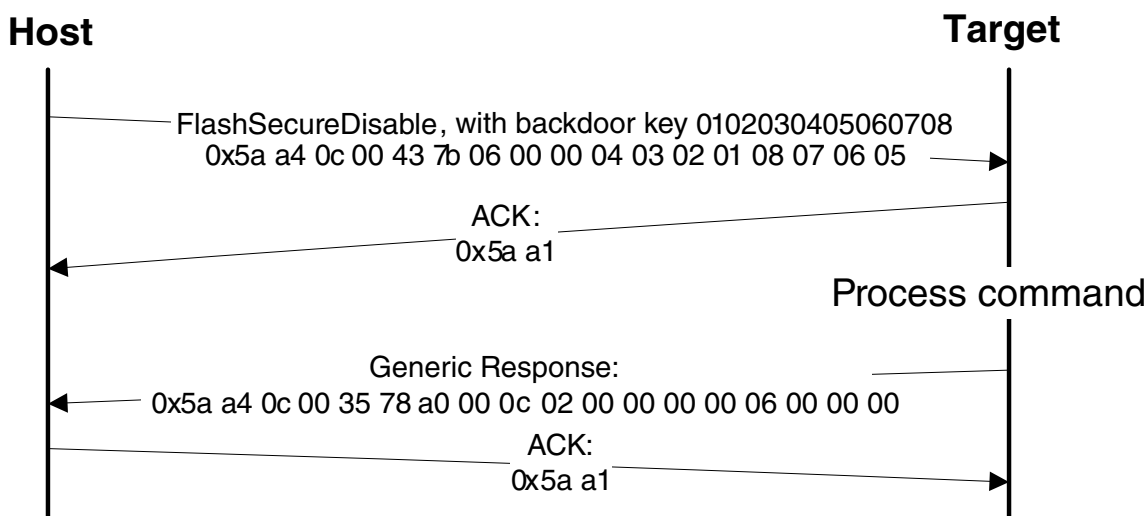 Host
Target
FlashSecureDisable, with backdoor key 0102030405060708
0x5a a4 0c 00 43 7b 06 00 00 04 03 02 01 08 07 06 05
ACK:
0x5a a1
Process command
Generic Response:
0x5a a4 0c 00 35 78 a0 00 0c 02 00 00 00 00 06 00 00 00
ACK:
0x5a a1